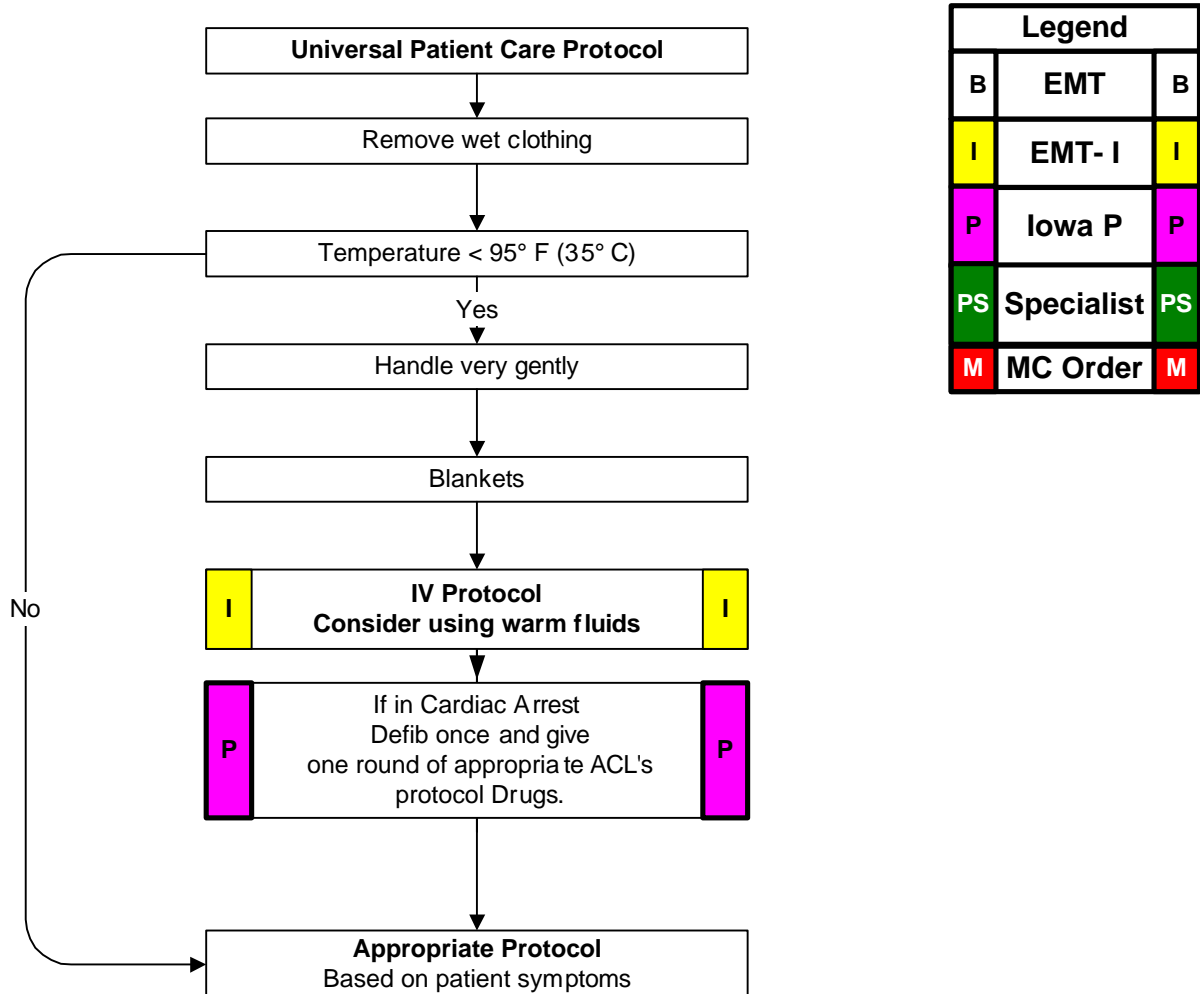 Universal Patient Care Protocol
Remove wet clothing
Temperature < 95° F (35° C)
Yes
Handle very gently
Blankets
No
I
IV Protocol
Consider using warm fluids
I
P
If in Cardiac Arrest
Defib once and give
one round of appropriate ACL's
protocol Drugs.
P
Appropriate Protocol
Based on patient symptoms
Legend
B EMT B
I EMT- I I
P Iowa P P
PS Specialist PS
M MC Order M